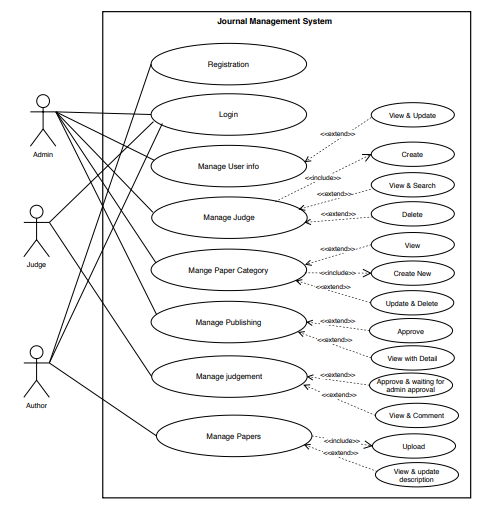 Journal Management System
Registration
Login
View & Update
<<extend>>
Admin
Create
Manage User info
<<include>>
View & Search
<<extend>>
Manage Judge
<<extend>>
Delete
<<extend>>
View
Judge
Mange Paper Category
<<include>>
Create New
<<extend>>
Update & Delete
Manage Publishing
<<extend>>
Approve
<<extend>>
View with Detail
Manage judgement
<<extend>>
Approve & waiting for
admin approval
<<extend>>
Author
View & Comment
Manage Papers
<<include>>
Upload
<<extend>>
View & update
description